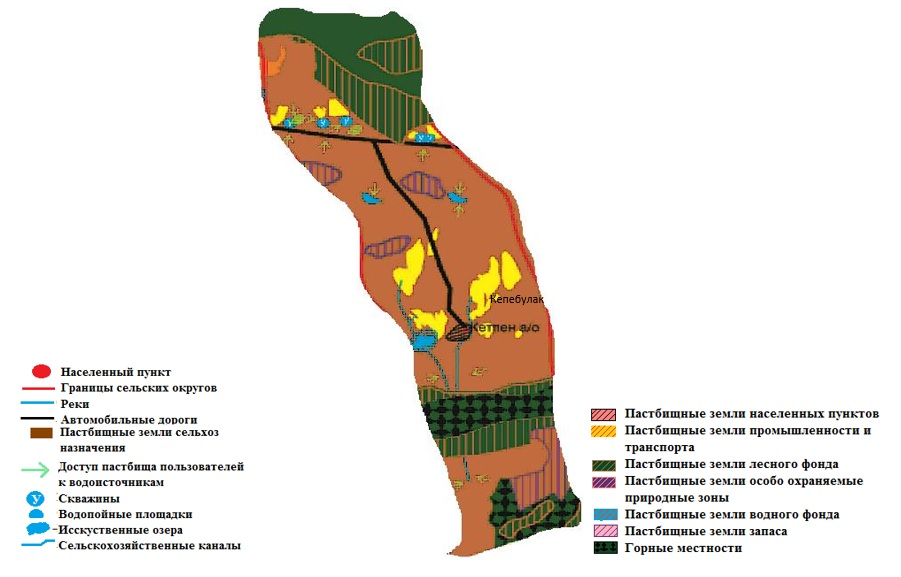 Кепебулак
Кетпен а/о
Населенный пункт
Границы сельских округов
Реки
Автомобильные дороги
Пастбищные земли сельхоз
назначения
Доступ пастбища пользователей
к водоисточникам
У Скважины
Водопойные площадки
Исскуственные озера
Сельскохозяйственные каналы
Пастбищные земли населенных пунктов
Пастбищные земли промышленности и
транспорта
Пастбищные земли лесного фонда
Пастбищные земли особо охраняемые
природные зоны
Пастбищные земли водного фонда
Пастбищные земли запаса
Горные местности